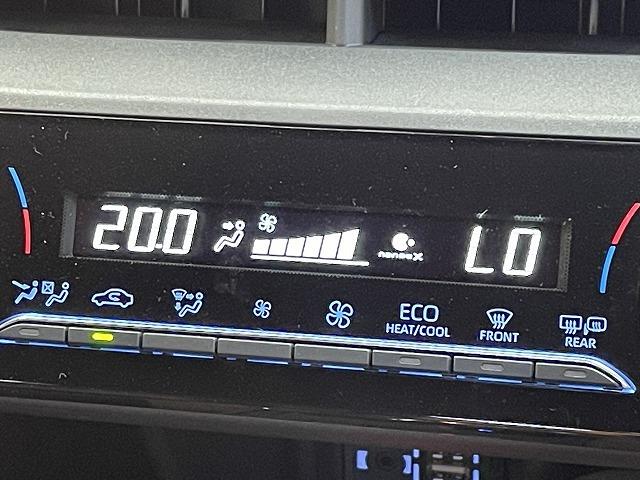 20.0
nanoeX
LO
ECO
HEAT/COOL
FRONT
REAR